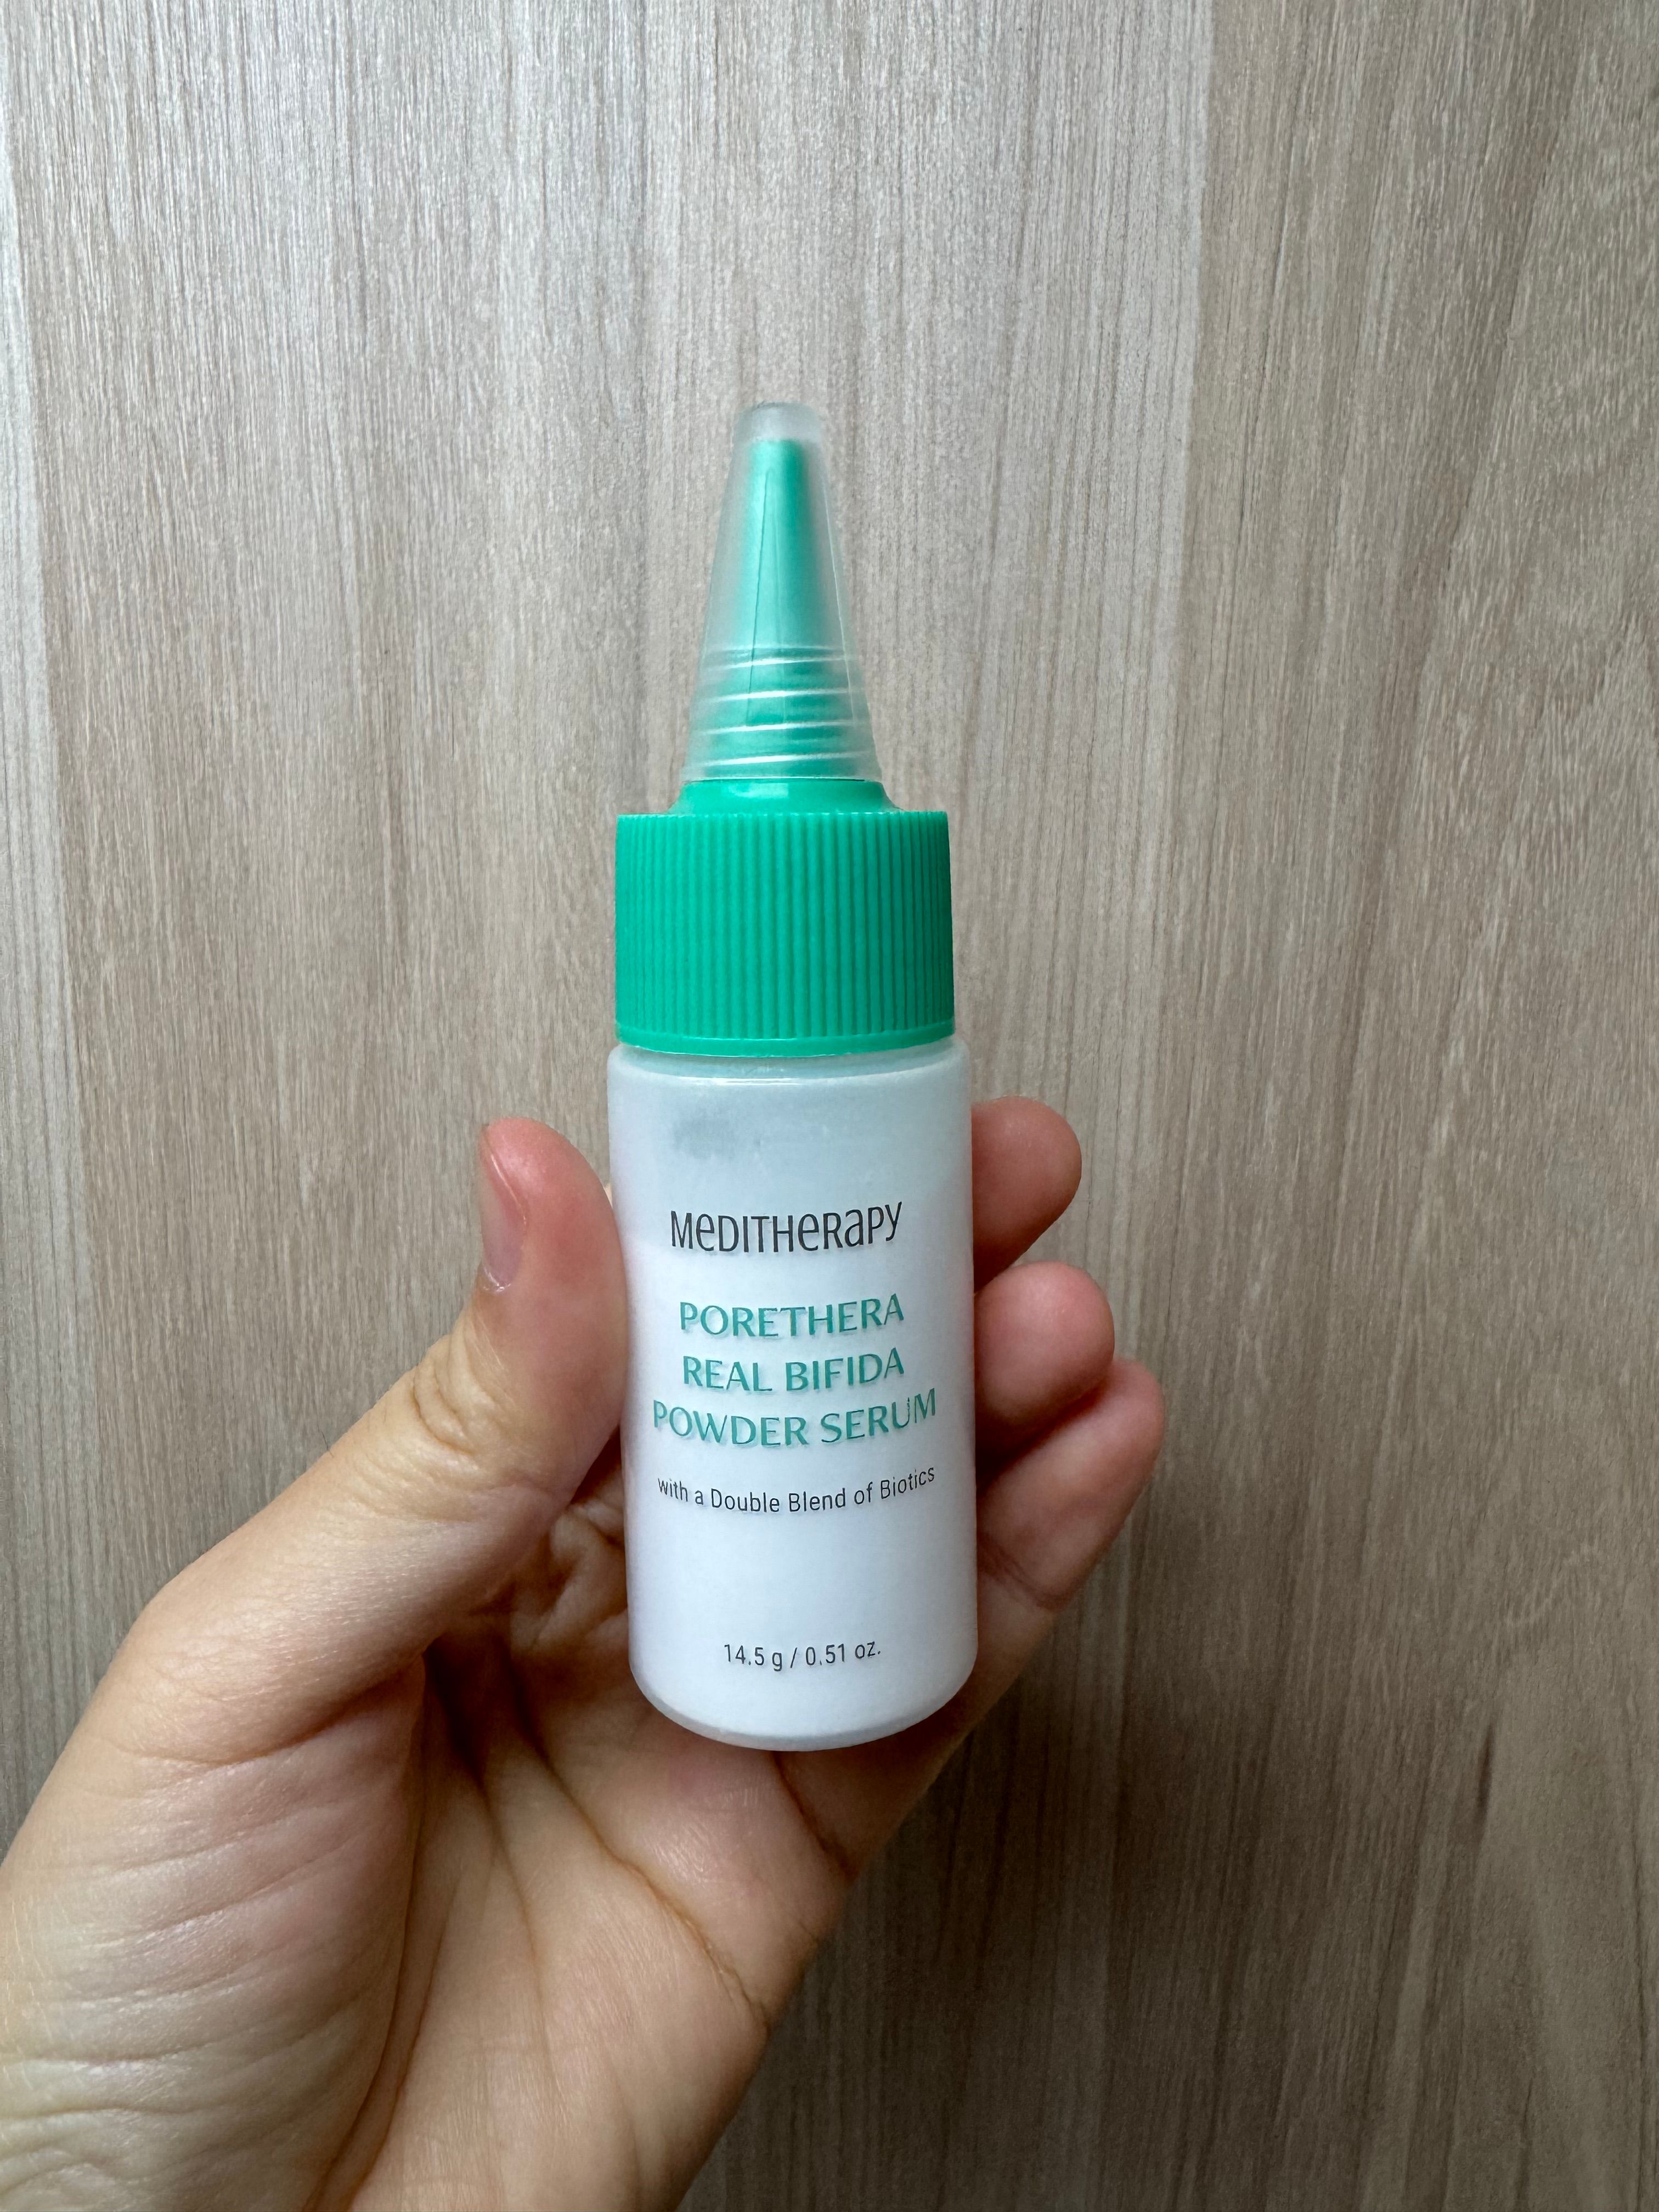 MEDITHERAPY
PORETHERA
REAL BIFIDA
POWDER SERUM
with a Double Blend of Biotics
14.5 g / 0.51 oz.